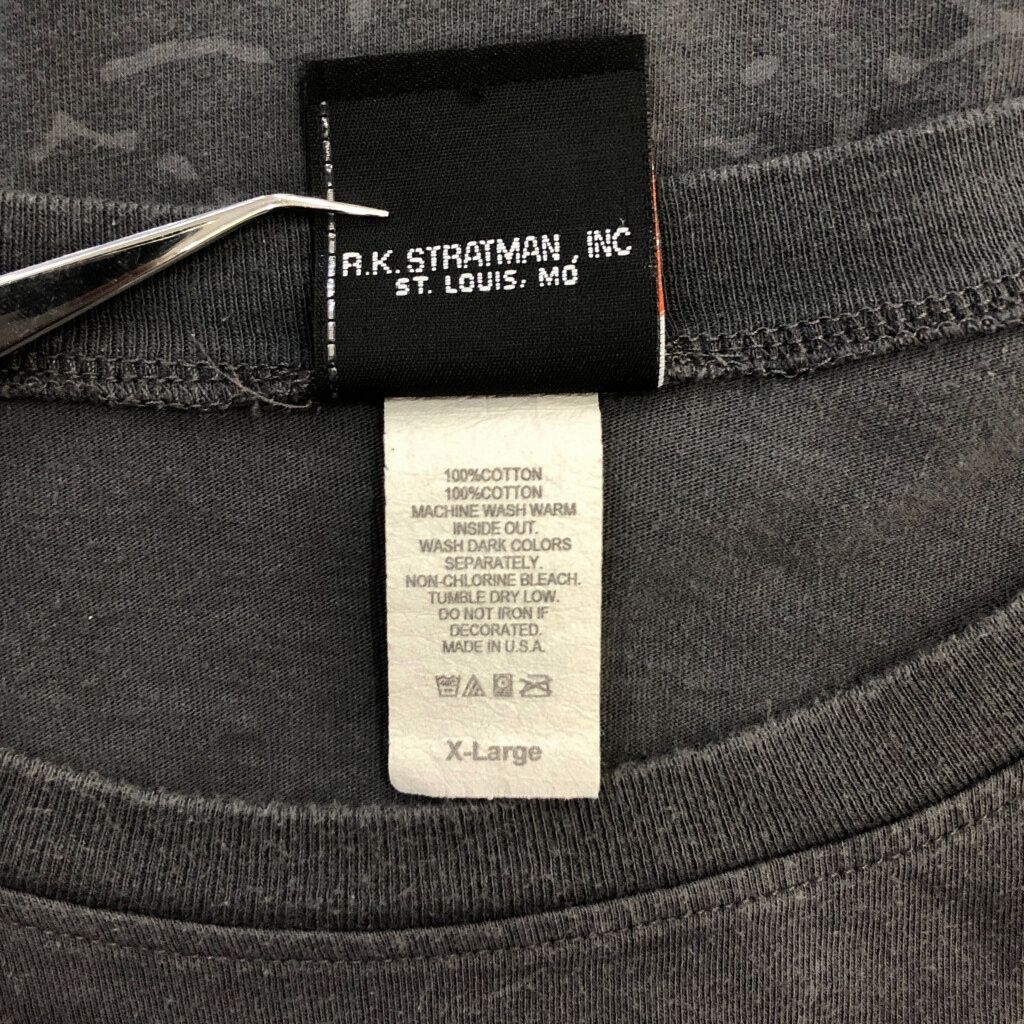 R.K. STRATMAN, INC
ST. LOUIS, MO
100%COTTON
100%COTTON
MACHINE WASH WARM
INSIDE OUT.
WASH DARK COLORS
SEPARATELY.
NON-CHLORINE BLEACH.
TUMBLE DRY LOW.
DO NOT IRON IF
DECORATED.
MADE IN U.S.A.
X-Large